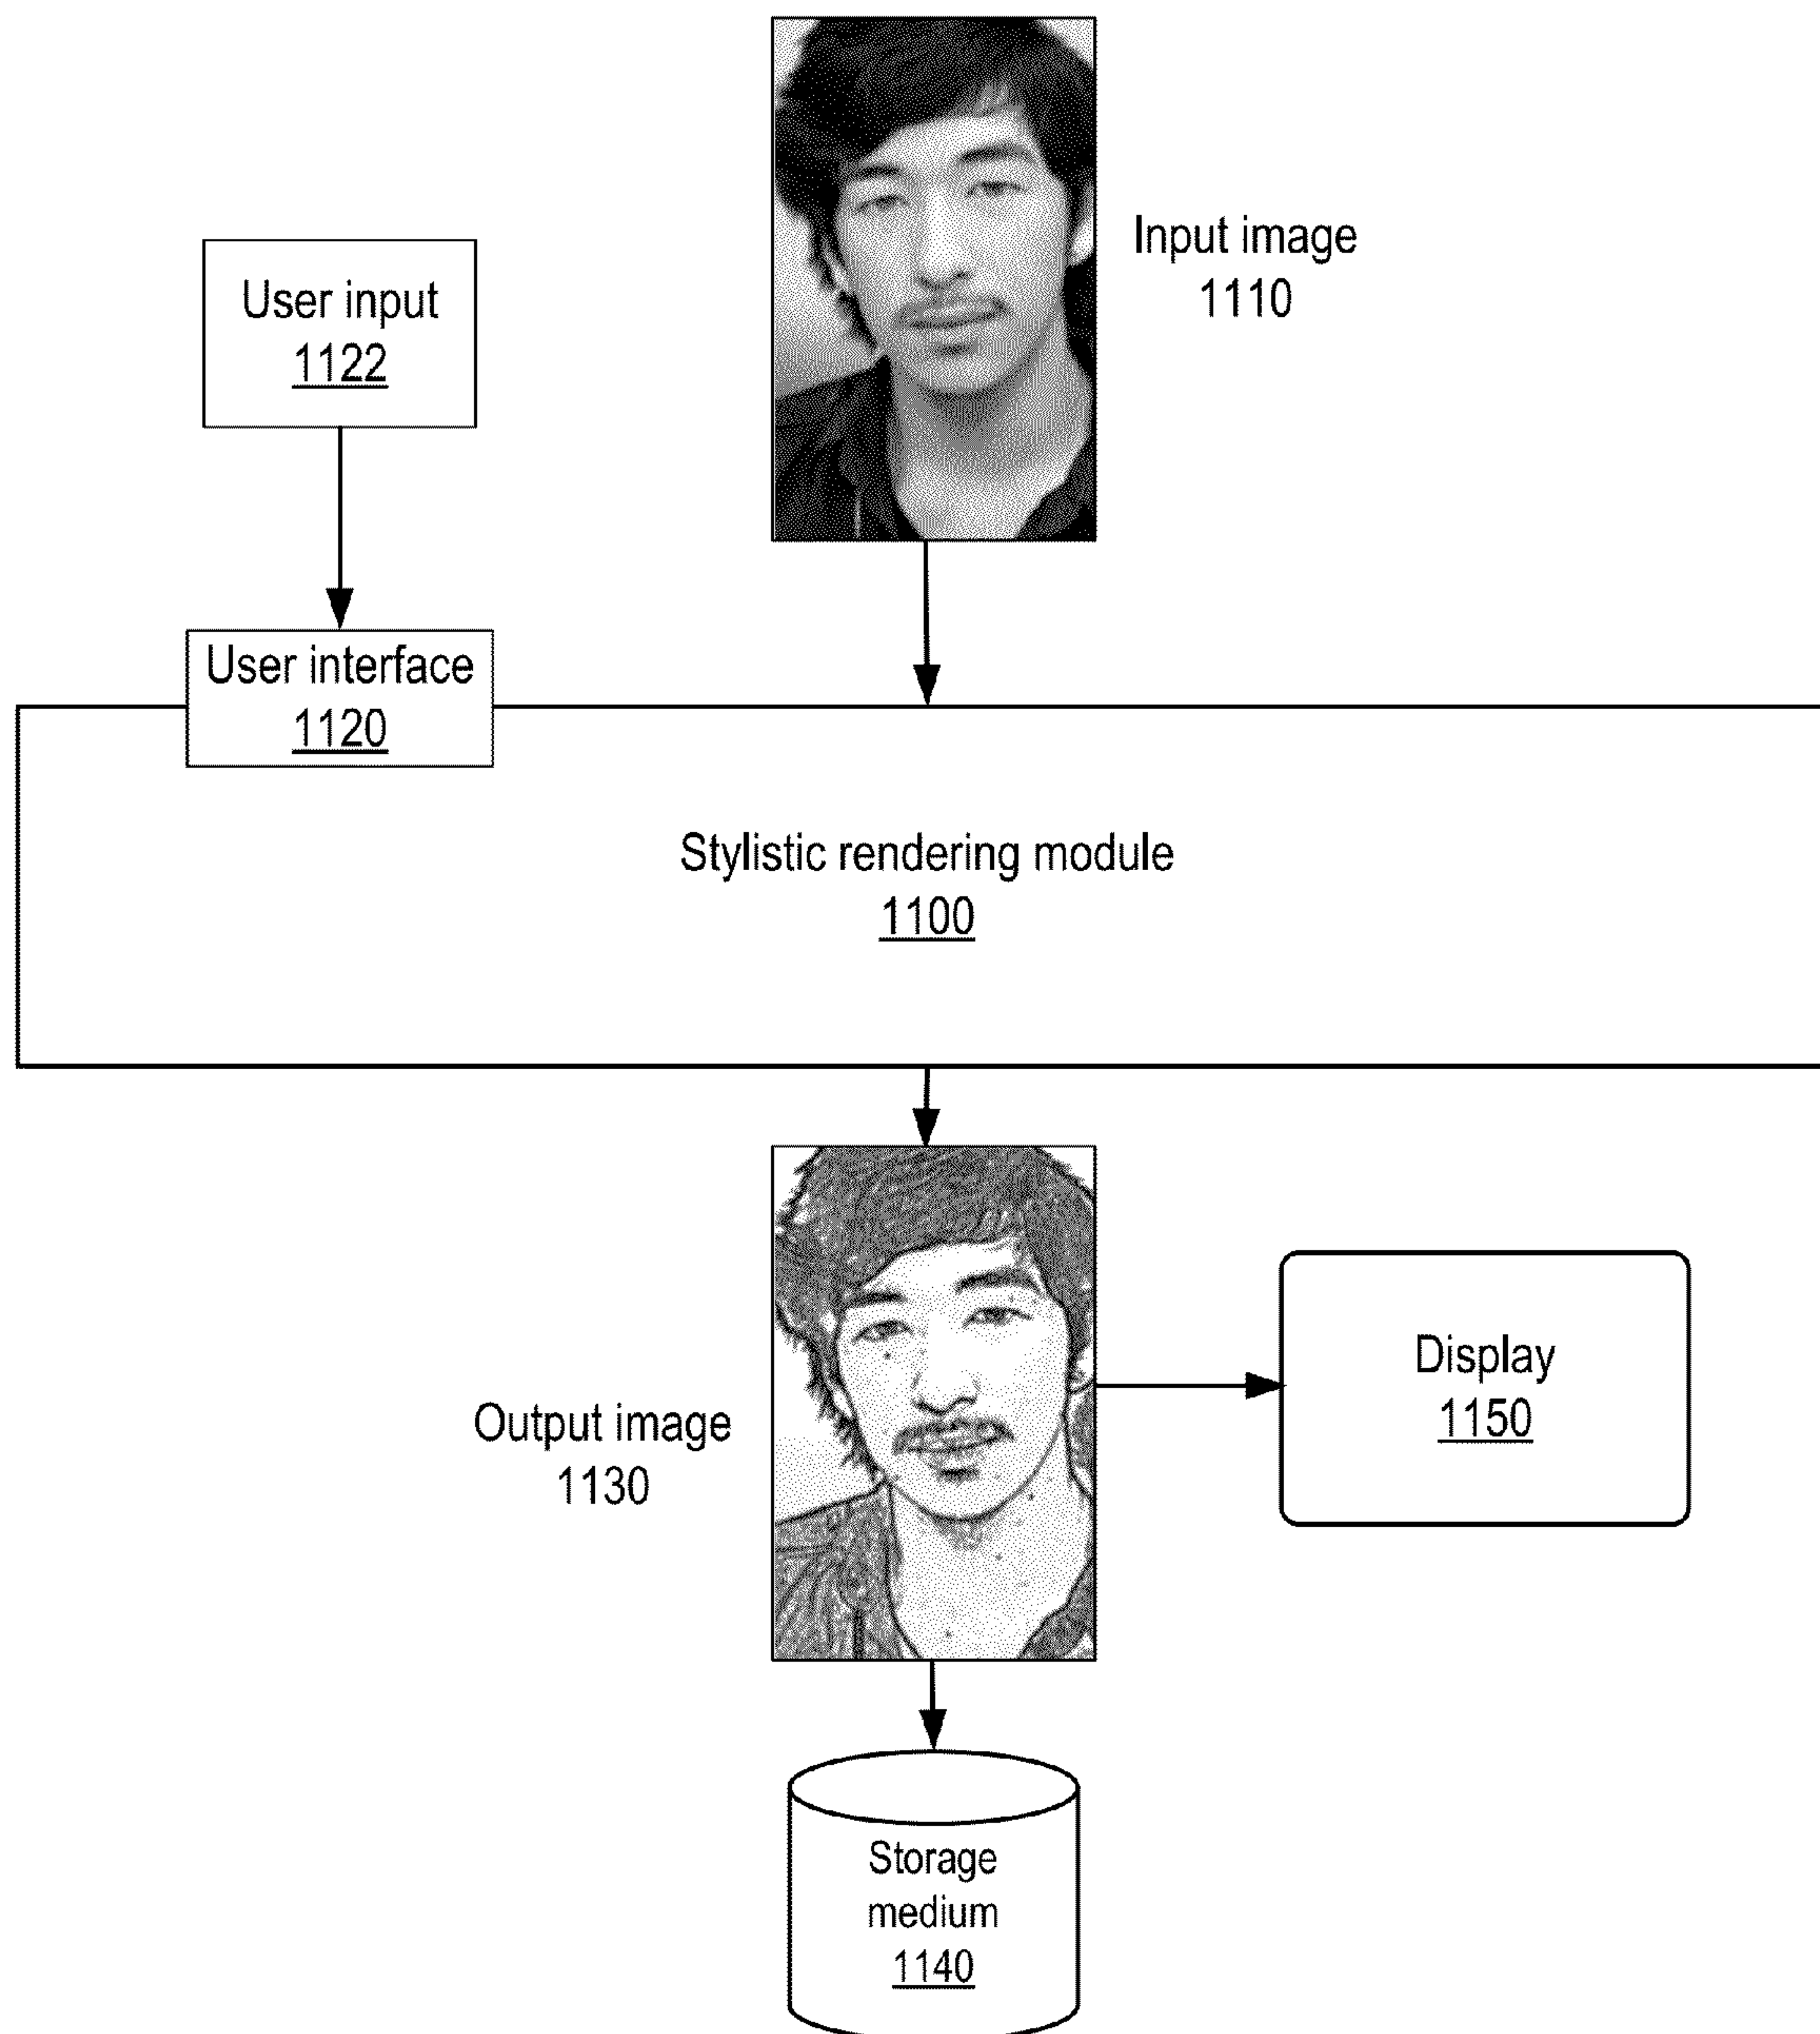 Input image
1110
User input
1122
User interface
1120
Stylistic rendering module
1100
Output image
1130
Display
1150
Storage
medium
1140